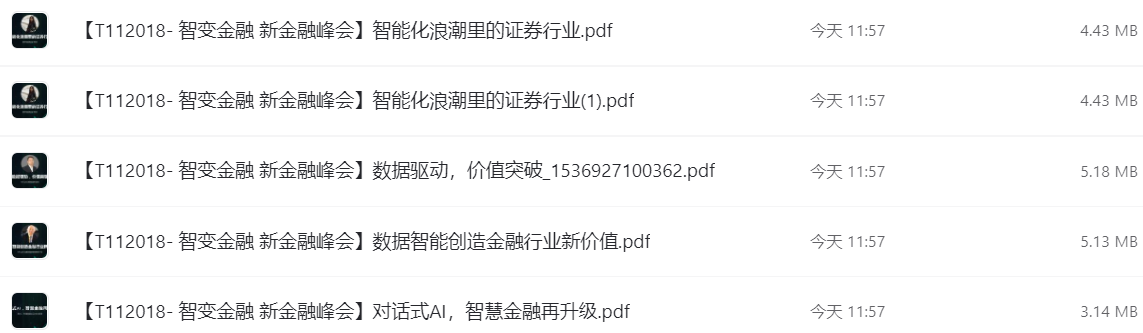 【T112018- 智变金融 新金融峰会】智能化浪潮里的证券行业.pdf 今天 11:57 4.43 MB
【T112018- 智变金融 新金融峰会】智能化浪潮里的证券行业(1).pdf 今天 11:57 4.43 MB
【T112018- 智变金融 新金融峰会】数据驱动，价值突破_1536927100362.pdf 今天 11:57 5.18 MB
【T112018- 智变金融 新金融峰会】数据智能创造金融行业新价值.pdf 今天 11:57 5.13 MB
【T112018- 智变金融 新金融峰会】对话式AI，智慧金融再升级.pdf 今天 11:57 3.14 MB